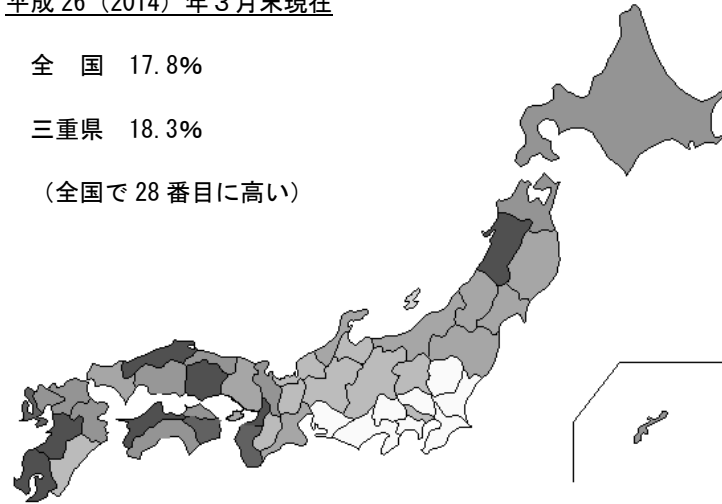 平成 26（2014）年３月末現在
全　国　17.8%
三重県　18.3%
（全国で 28 番目に高い）